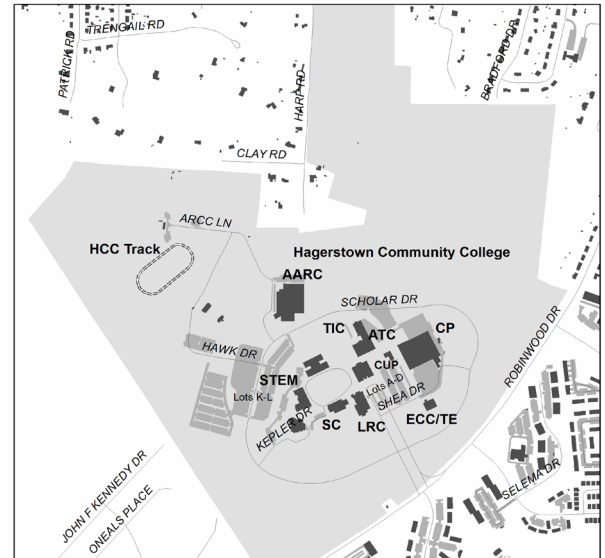 TRENGAIL RD
PATRICK RD
HARP RD
BRADFORD DR
CLAY RD
ARCC LN
HCC Track
Hagerstown Community College
AARC
SCHOLAR DR
TIC
ATC
CP
ROBINWOOD DR
HAWK DR
CUP
STEM
Lots A-D
Lots K-L
SHEA DR
KEPLER DR
SC
LRC
ECC/TE
JOHN F KENNEDY DR
ONEALS PLACE
SELEMA DR